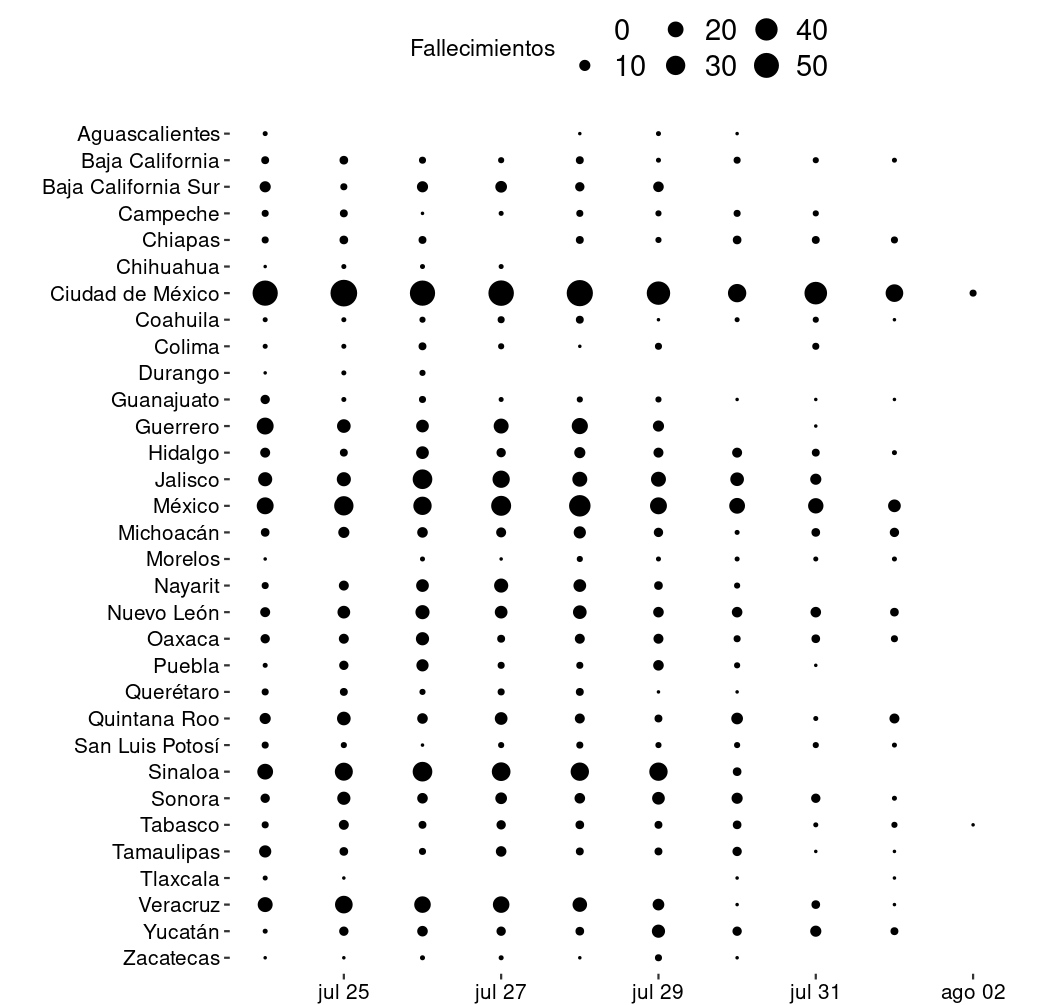 Fallecimientos
0 20 40
10 30 50
Aguascalientes
Baja California
Baja California Sur
Campeche
Chiapas
Chihuahua
Ciudad de México
Coahuila
Colima
Durango
Guanajuato
Guerrero
Hidalgo
Jalisco
México
Michoacán
Morelos
Nayarit
Nuevo León
Oaxaca
Puebla
Querétaro
Quintana Roo
San Luis Potosí
Sinaloa
Sonora
Tabasco
Tamaulipas
Tlaxcala
Veracruz
Yucatán
Zacatecas
jul 25 jul 27 jul 29 jul 31 ago 02